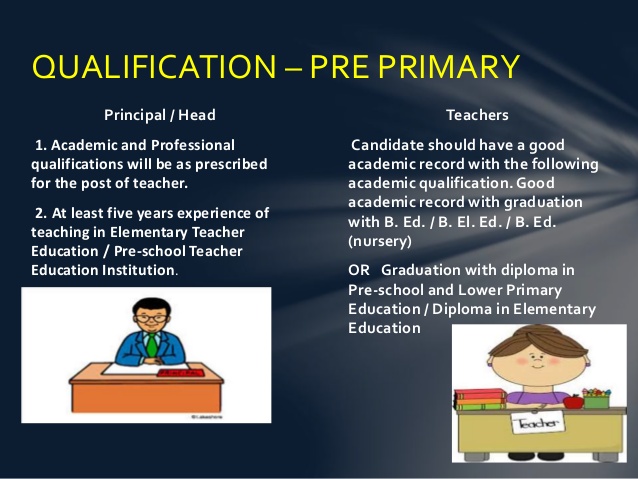 QUALIFICATION – PRE PRIMARY
Principal / Head
1. Academic and Professional
qualifications will be as prescribed
for the post of teacher.
2. At least five years experience of
teaching in Elementary Teacher
Education / Pre-school Teacher
Education Institution.
Teachers
Candidate should have a good
academic record with the following
academic qualification. Good
academic record with graduation
with B. Ed. / B. El. Ed. / B. Ed.
(nursery)
OR Graduation with diploma in
Pre-school and Lower Primary
Education / Diploma in Elementary
Education
Teacher